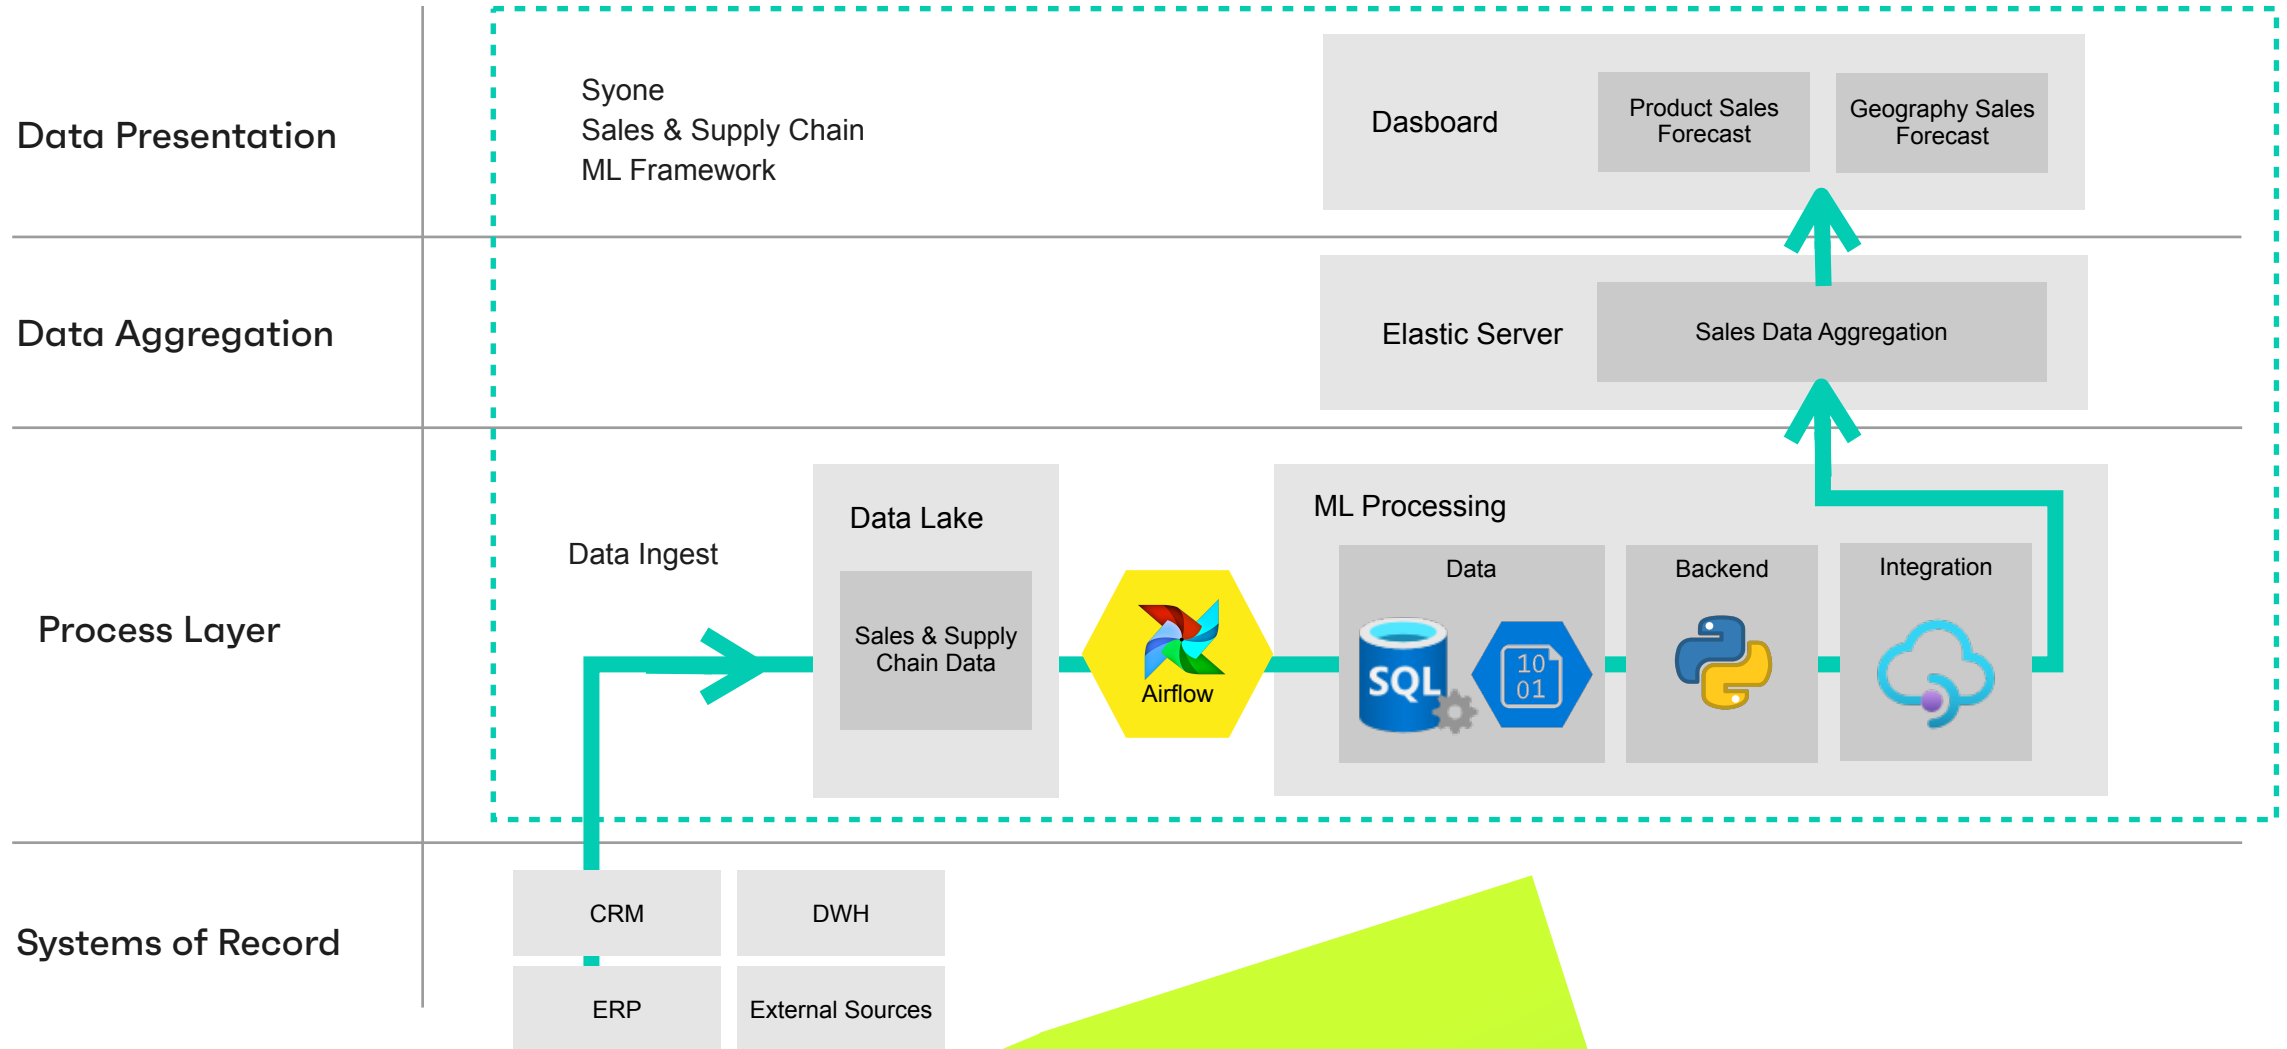 Data Presentation
Syone
Sales & Supply Chain
ML Framework
Dasboard
Product Sales
Forecast
Geography Sales
Forecast
Data Aggregation
Elastic Server
Sales Data Aggregation
Process Layer
Data Ingest
Data Lake
Sales & Supply
Chain Data
Airflow
ML Processing
Data
SQL
10
01
Backend
Integration
Systems of Record
CRM
DWH
ERP
External Sources